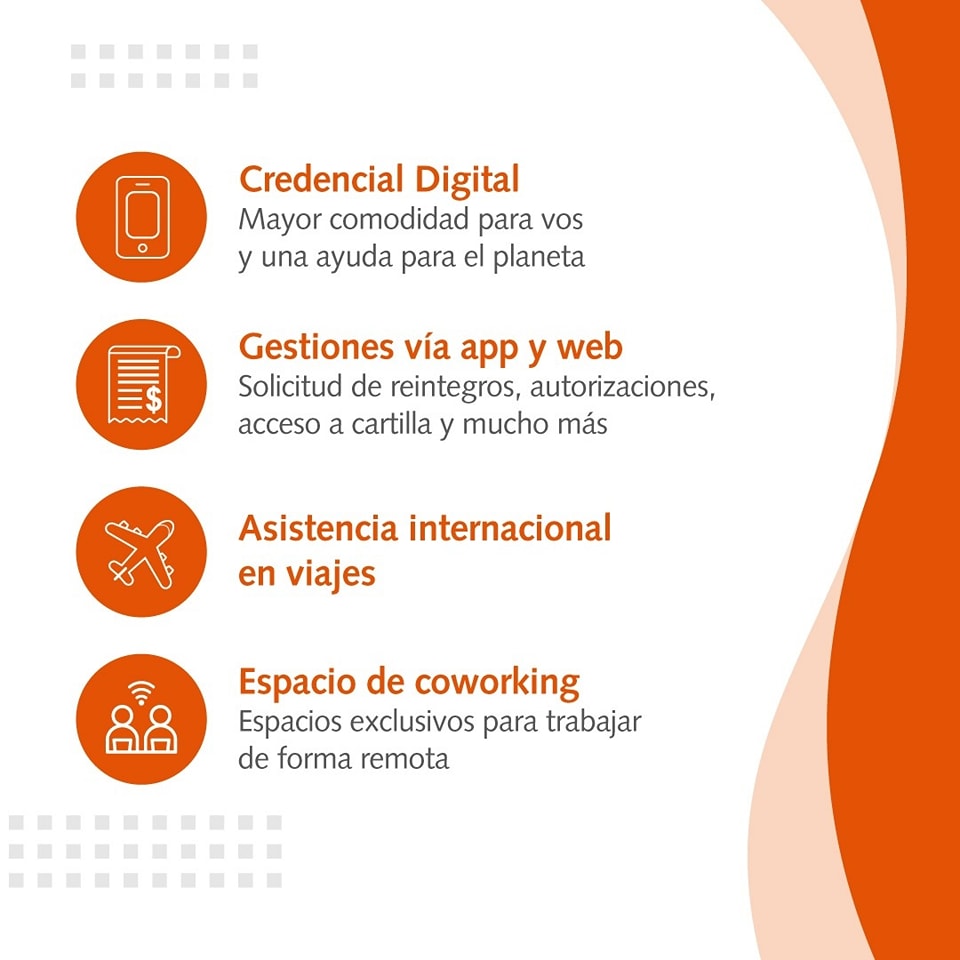 Credencial Digital
Mayor comodidad para vos
y una ayuda para el planeta
Gestiones vía app y web
Solicitud de reintegros, autorizaciones,
acceso a cartilla y mucho más
$
Asistencia internacional
en viajes
Espacio de coworking
Espacios exclusivos para trabajar
de forma remota